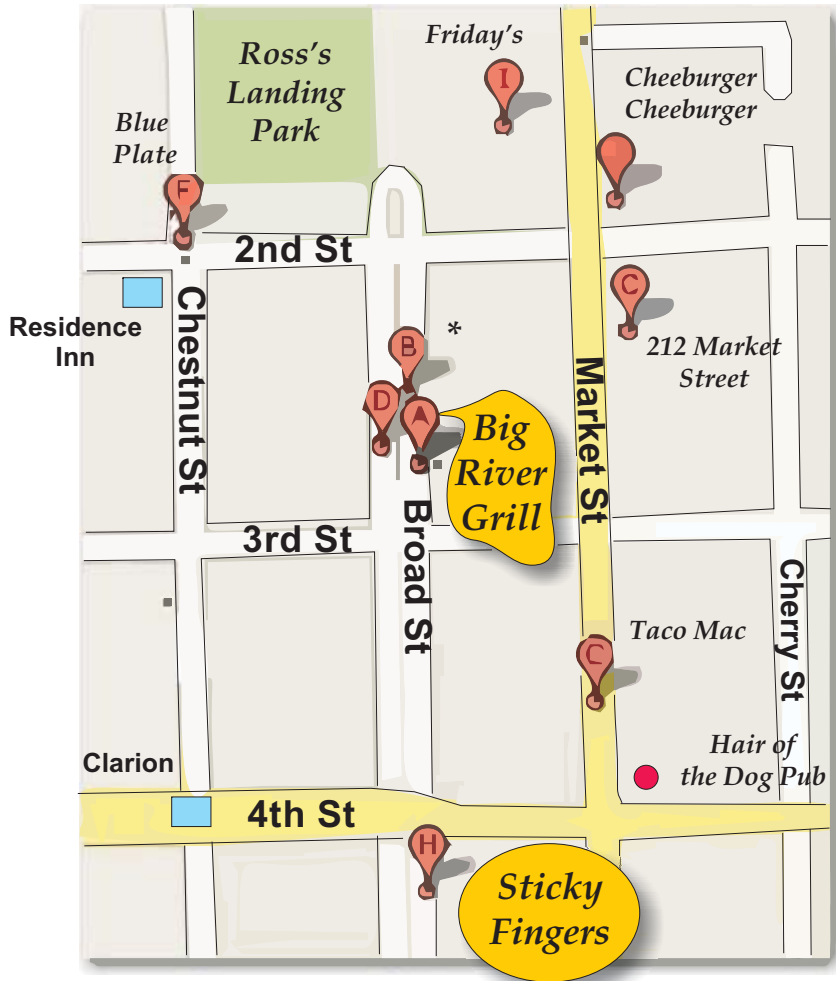 Friday's
Ross's
Landing
Park
I
Cheeburger
Cheeburger
Blue
Plate
F
2nd St
C
Residence
Inn
Chestnut St
*
B
212 Market
Street
Market St
D
A
Big
River
Grill
Broad St
3rd St
Cherry St
Taco Mac
C
Hair of
the Dog Pub
Clarion
4th St
H
Sticky
Fingers